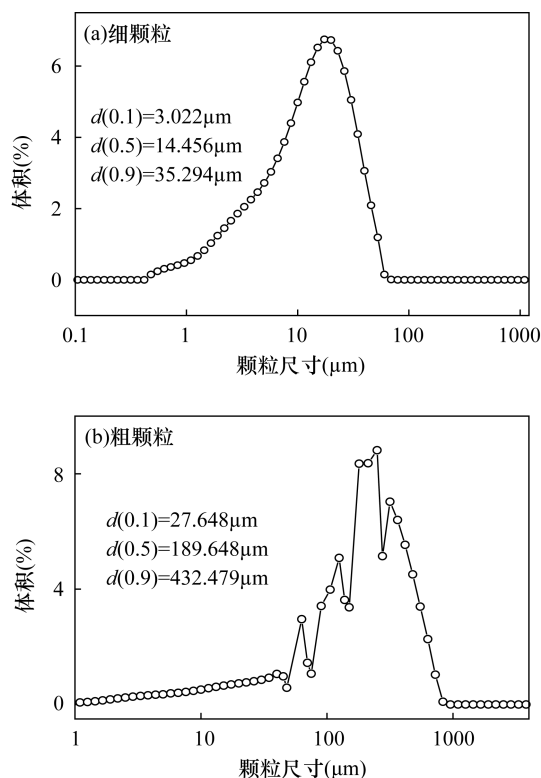 (a)细颗粒
d(0.1)=3.022μm
d(0.5)=14.456μm
d(0.9)=35.294μm
体积(%)
6
4
2
0
0.1 1 10 100 1000
颗粒尺寸(μm)
(b)粗颗粒
d(0.1)=27.648μm
d(0.5)=189.648μm
d(0.9)=432.479μm
体积(%)
8
4
0
1 10 100 1000
颗粒尺寸(μm)